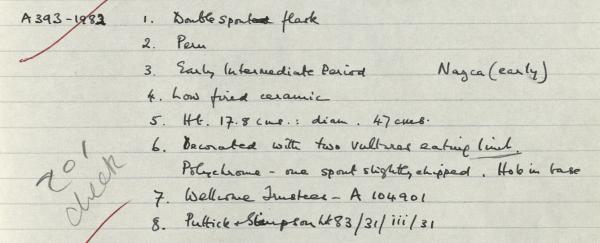 A393-1982 1. Double spout flask
2. Peru
3. Early Intermediate Period Nazca (early)
4. Low fired ceramic
5. Ht. 17.8 cms. : diam. 47 cms.
6. Decorated with two vultures eating limb.
Polychrome - one spout slightly chipped. Hole in base
7. Wellcome Trustees - A 104901
8. Puttick & Simpson lot 83/31/iii/31
201
check